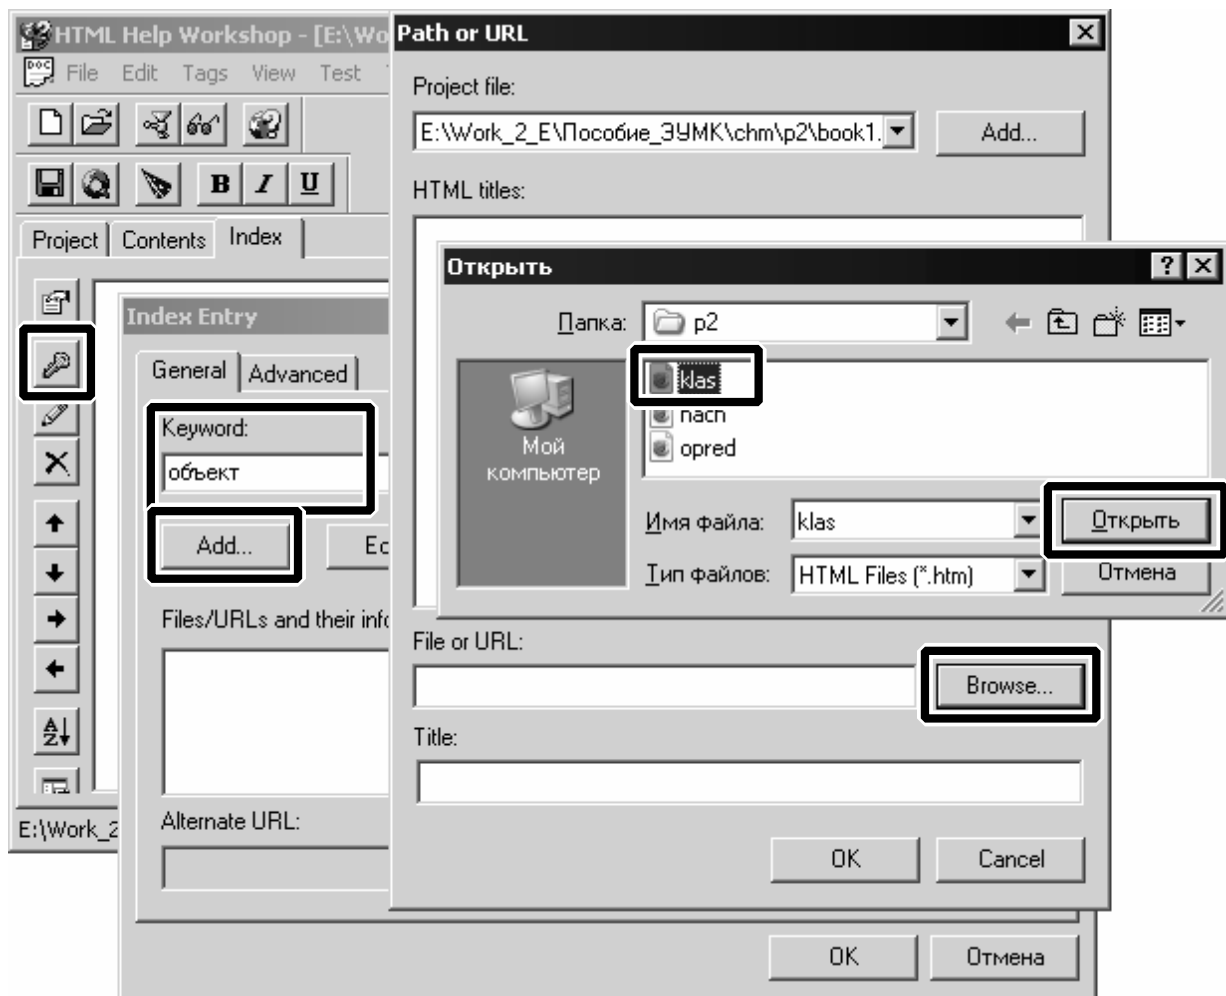 HTML Help Workshop - [E:\Wo
File Edit Tags View Test
B I U
Project Contents Index
E:\Work_2
Index Entry
General Advanced
Keyword:
объект
Add... Ed
Files/URLs and their info
Alternate URL:
OK Отмена
Path or URL
Project file:
E:\Work_2_E\Пособие_ЭУМК\chm\p2\book1.
Add...
HTML titles:
Открыть
Папка: p2
Мой
компьютер
klas
nach
opred
Имя файла: klas
Открыть
Тип файлов: HTML Files (*.htm)
Отмена
File or URL:
Browse...
Title:
OK Cancel